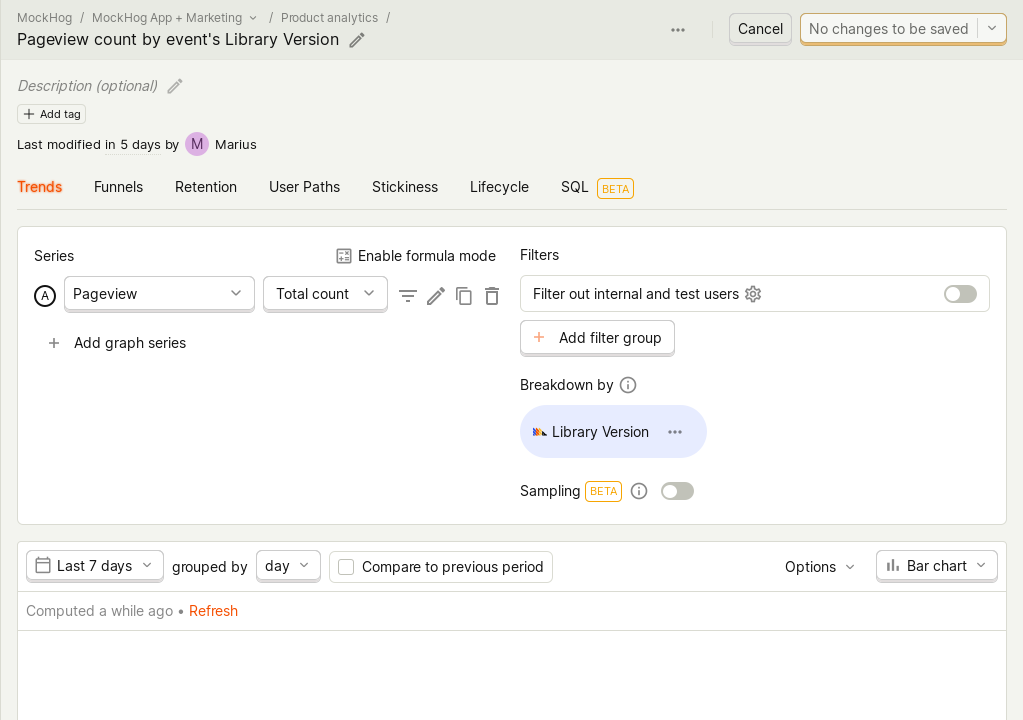 MockHog / MockHog App + Marketing / Product analytics /
Pageview count by event's Library Version
Cancel
No changes to be saved
Description (optional)
Add tag
Last modified in 5 days by M Marius
Trends Funnels Retention User Paths Stickiness Lifecycle SQL BETA
Series
Enable formula mode
A Pageview Total count
Add graph series
Filters
Filter out internal and test users
Add filter group
Breakdown by
Library Version
Sampling BETA
Last 7 days grouped by day Compare to previous period Options Bar chart
Computed a while ago • Refresh